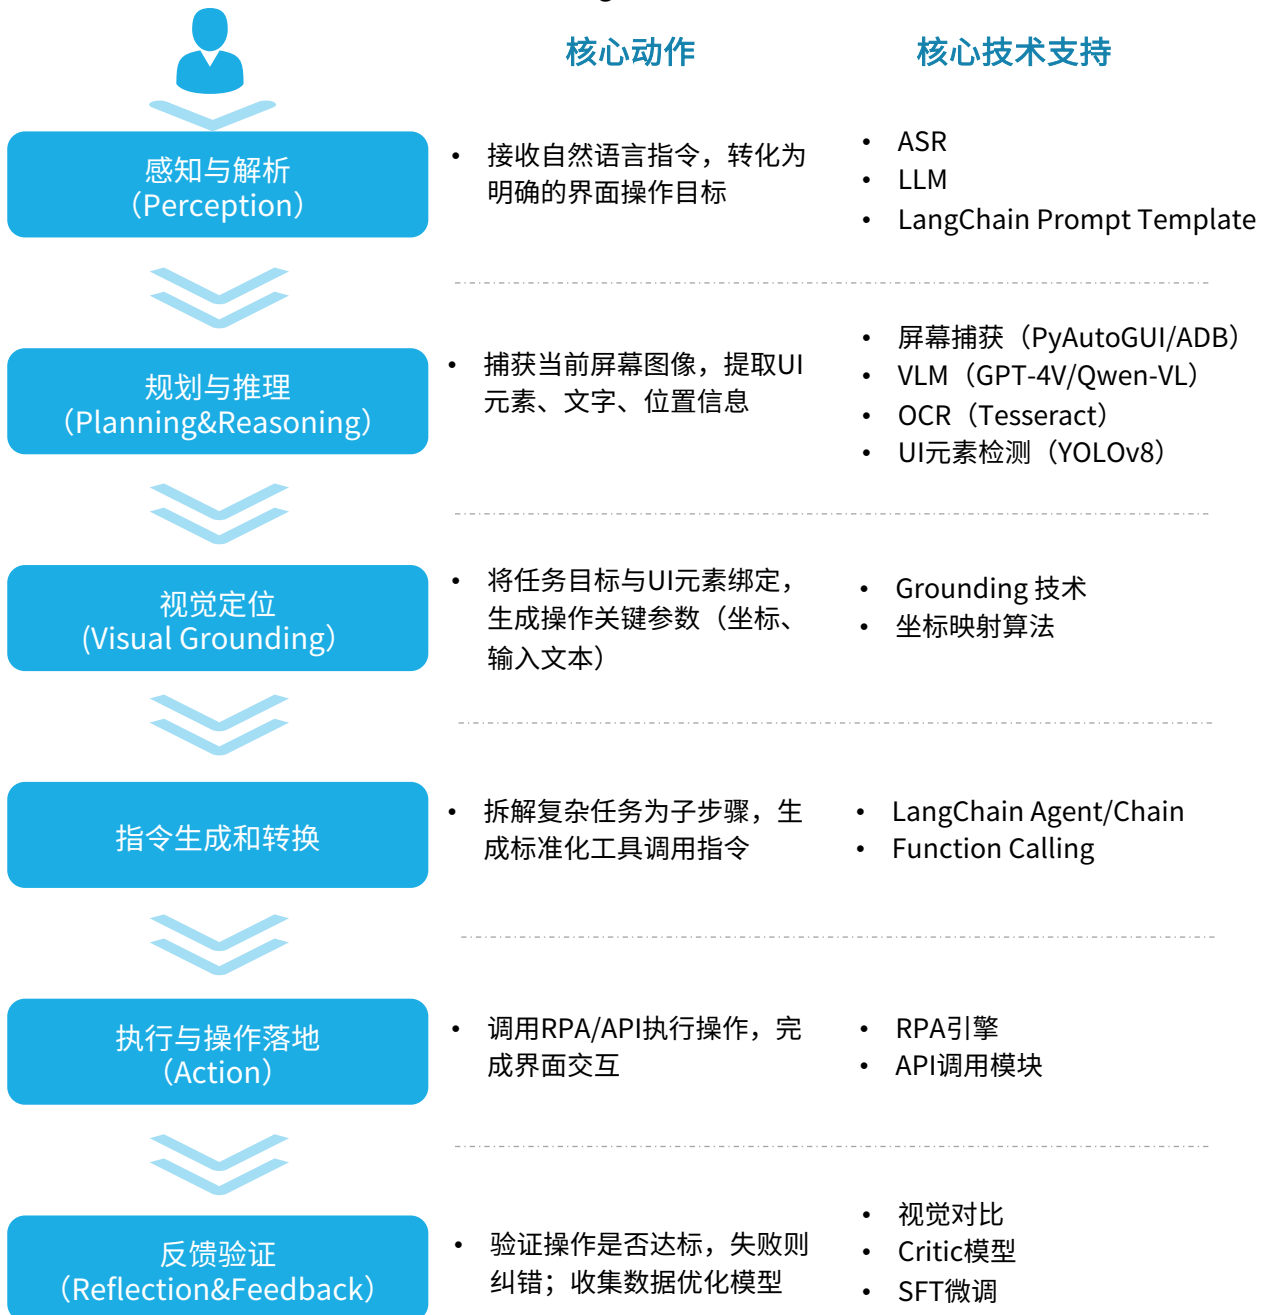 核心动作
核心技术支持
感知与解析
（Perception）
• 接收自然语言指令，转化为
明确的界面操作目标
• ASR
• LLM
• LangChain Prompt Template
规划与推理
（Planning&Reasoning）
• 捕获当前屏幕图像，提取UI
元素、文字、位置信息
• 屏幕捕获（PyAutoGUI/ADB）
• VLM（GPT-4V/Qwen-VL）
• OCR（Tesseract）
• UI元素检测（YOLOv8）
视觉定位
(Visual Grounding）
• 将任务目标与UI元素绑定，
生成操作关键参数（坐标、
输入文本）
• Grounding 技术
• 坐标映射算法
指令生成和转换
• 拆解复杂任务为子步骤，生
成标准化工具调用指令
• LangChain Agent/Chain
• Function Calling
执行与操作落地
（Action）
• 调用RPA/API执行操作，完
成界面交互
• RPA引擎
• API调用模块
反馈验证
（Reflection&Feedback）
• 验证操作是否达标，失败则
纠错；收集数据优化模型
• 视觉对比
• Critic模型
• SFT微调